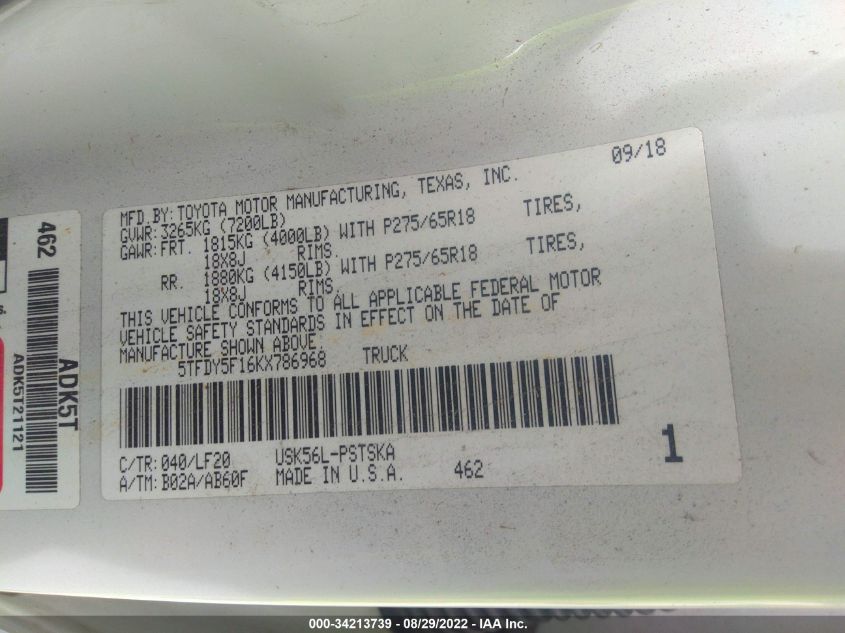 09/18
MFD.BY: TOYOTA MOTOR MANUFACTURING, TEXAS, INC.
GVWR: 3265KG (7200LB)
GAWR: FRT. 1815KG (4000LB) WITH P275/65R18 TIRES,
18X8J RIMS,
RR. 1880KG (4150LB) WITH P275/65R18 TIRES,
18X8J RIMS,
THIS VEHICLE CONFORMS TO ALL APPLICABLE FEDERAL MOTOR
VEHICLE SAFETY STANDARDS IN EFFECT ON THE DATE OF
MANUFACTURE SHOWN ABOVE.
5TFDY5F16KX786968 TRUCK
C/TR: 040/LF20 USK56L-PSTSKA
A/TM: B02A/AB60F MADE IN U.S.A. 462
1
462
ADK5T
ADK5T21121
s.
000-34213739 - 08/29/2022 - IAA Inc.